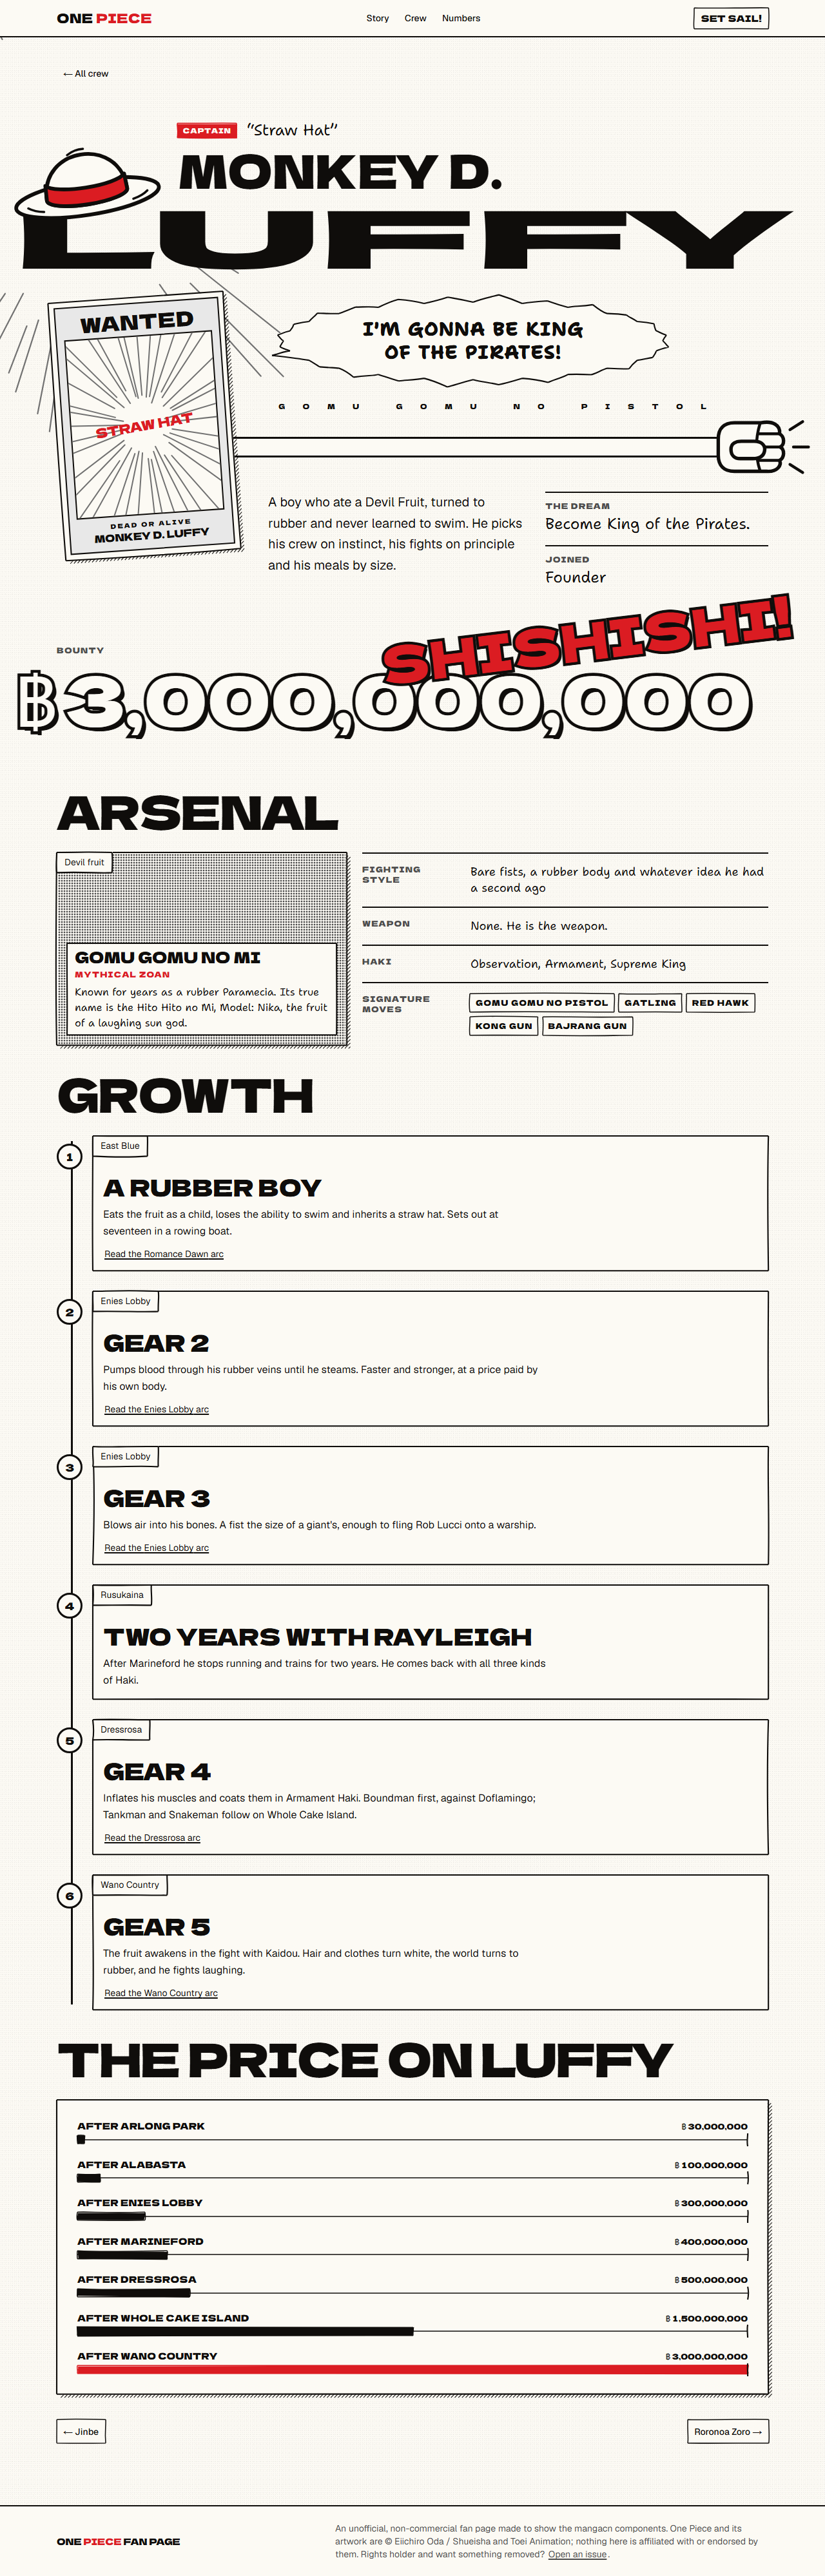 ONE PIECE
Story Crew Numbers
SET SAIL!
← All crew
CAPTAIN "Straw Hat"
MONKEY D.
LUFFY
WANTED
STRAW HAT
DEAD OR ALIVE
MONKEY D. LUFFY
I'M GONNA BE KING
OF THE PIRATES!
GOMU GOMU NO PISTOL
A boy who ate a Devil Fruit, turned to
rubber and never learned to swim. He picks
his crew on instinct, his fights on principle
and his meals by size.
THE DREAM
Become King of the Pirates.
JOINED
Founder
SHISHISHISHI!
BOUNTY
฿3,000,000,000
ARSENAL
Devil fruit
GOMU GOMU NO MI
MYTHICAL ZOAN
Known for years as a rubber Paramecia. Its true
name is the Hito Hito no Mi, Model: Nika, the fruit
of a laughing sun god.
FIGHTING
STYLE
Bare fists, a rubber body and whatever idea he had
a second ago
WEAPON
None. He is the weapon.
HAKI
Observation, Armament, Supreme King
SIGNATURE
MOVES
GOMU GOMU NO PISTOL GATLING RED HAWK
KONG GUN BAJRANG GUN
GROWTH
1
East Blue
A RUBBER BOY
Eats the fruit as a child, loses the ability to swim and inherits a straw hat. Sets out at
seventeen in a rowing boat.
Read the Romance Dawn arc
2
Enies Lobby
GEAR 2
Pumps blood through his rubber veins until he steams. Faster and stronger, at a price paid by
his own body.
Read the Enies Lobby arc
3
Enies Lobby
GEAR 3
Blows air into his bones. A fist the size of a giant's, enough to fling Rob Lucci onto a warship.
Read the Enies Lobby arc
4
Rusukaina
TWO YEARS WITH RAYLEIGH
After Marineford he stops running and trains for two years. He comes back with all three kinds
of Haki.
5
Dressrosa
GEAR 4
Inflates his muscles and coats them in Armament Haki. Boundman first, against Doflamingo;
Tankman and Snakeman follow on Whole Cake Island.
Read the Dressrosa arc
6
Wano Country
GEAR 5
The fruit awakens in the fight with Kaidou. Hair and clothes turn white, the world turns to
rubber, and he fights laughing.
Read the Wano Country arc
THE PRICE ON LUFFY
AFTER ARLONG PARK ฿30,000,000
AFTER ALABASTA ฿100,000,000
AFTER ENIES LOBBY ฿300,000,000
AFTER MARINEFORD ฿400,000,000
AFTER DRESSROSA ฿500,000,000
AFTER WHOLE CAKE ISLAND ฿1,500,000,000
AFTER WANO COUNTRY ฿3,000,000,000
← Jinbe
Roronoa Zoro →
ONE PIECE FAN PAGE
An unofficial, non-commercial fan page made to show the mangacn components. One Piece and its
artwork are © Eiichiro Oda / Shueisha and Toei Animation; nothing here is affiliated with or endorsed by
them. Rights holder and want something removed? Open an issue.